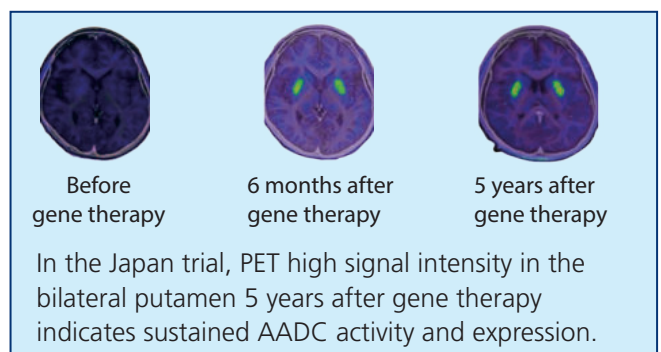 Before
gene therapy
6 months after
gene therapy
5 years after
gene therapy
In the Japan trial, PET high signal intensity in the
bilateral putamen 5 years after gene therapy
indicates sustained AADC activity and expression.